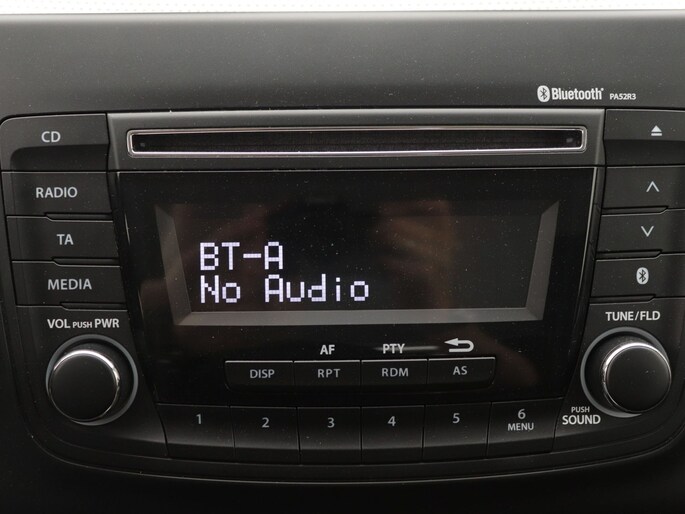 Bluetooth® PA52R3
CD
RADIO
TA
MEDIA
BT-A
No Audio
VOL PUSH PWR
TUNE/FLD
AF PTY
DISP RPT RDM AS
1 2 3 4 5 6 MENU
PUSH SOUND